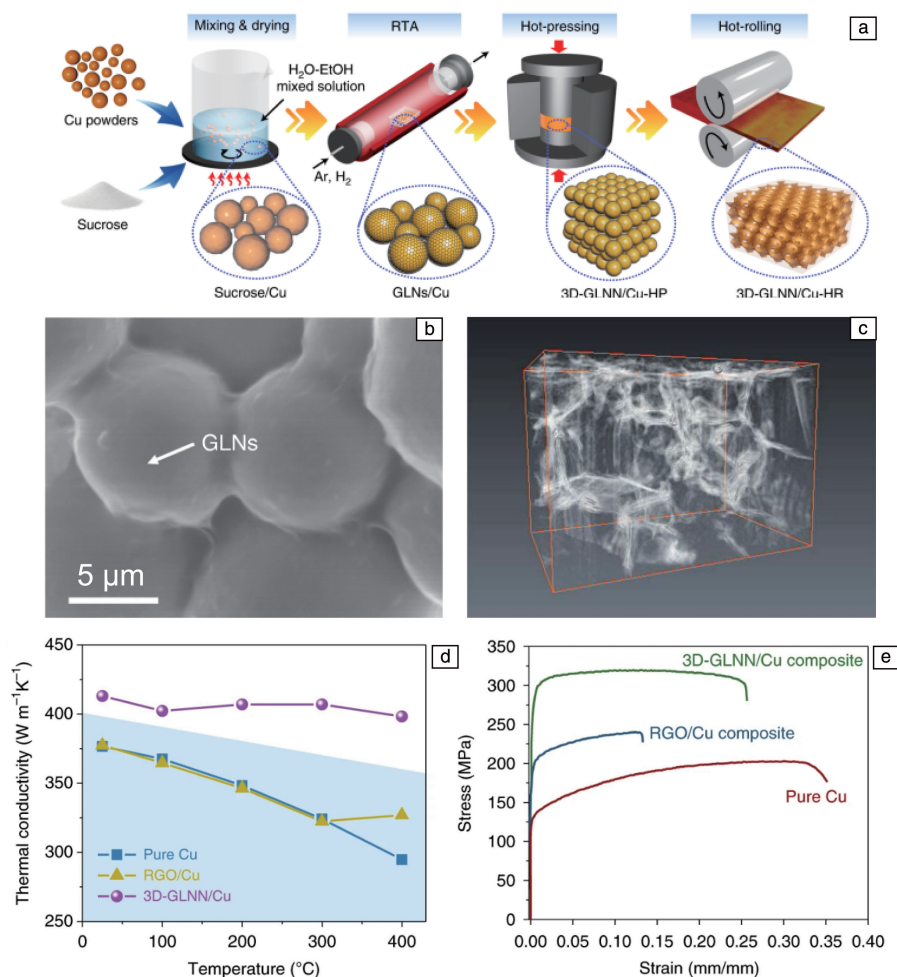 Mixing & drying
RTA
Hot-pressing
Hot-rolling
a
Cu powders
H2O-EtOH
mixed solution
Ar, H2
Sucrose
Sucrose/Cu
GLNs/Cu
3D-GLNN/Cu-HP
3D-GLNN/Cu-HR
b
GLNs
5 μm
c
Thermal conductivity (W m⁻¹K⁻¹)
450
400
350
300
250
d
Pure Cu
RGO/Cu
3D-GLNN/Cu
0
100
200
300
400
Temperature (°C)
Stress (MPa)
350
300
250
200
150
100
50
0
e
3D-GLNN/Cu composite
RGO/Cu composite
Pure Cu
0.00
0.05
0.10
0.15
0.20
0.25
0.30
0.35
0.40
Strain (mm/mm)